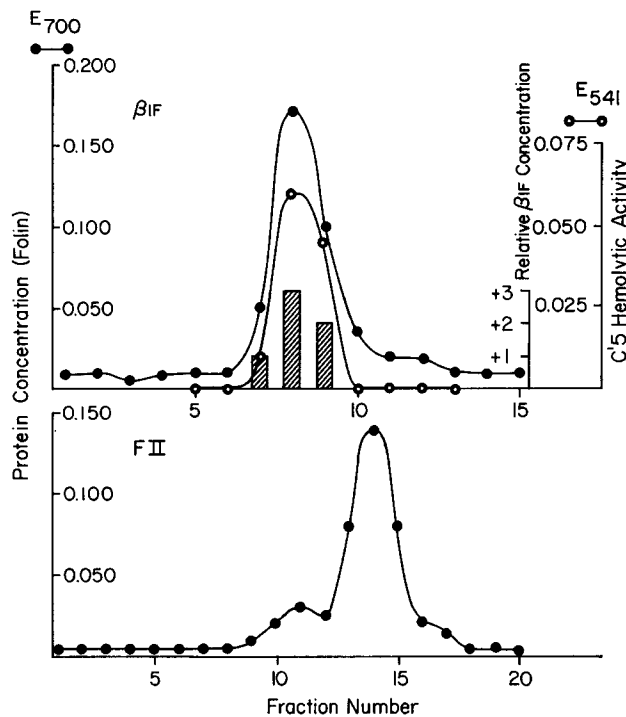 E700
0.200
β1F
0.150
0.100
0.050
Protein Concentration (Folin)
5
10
15
Relative β1F Concentration
+3
+2
+1
E541
0.075
0.050
0.025
C'5 Hemolytic Activity
FII
0.150
0.100
0.050
5
10
15
20
Fraction Number